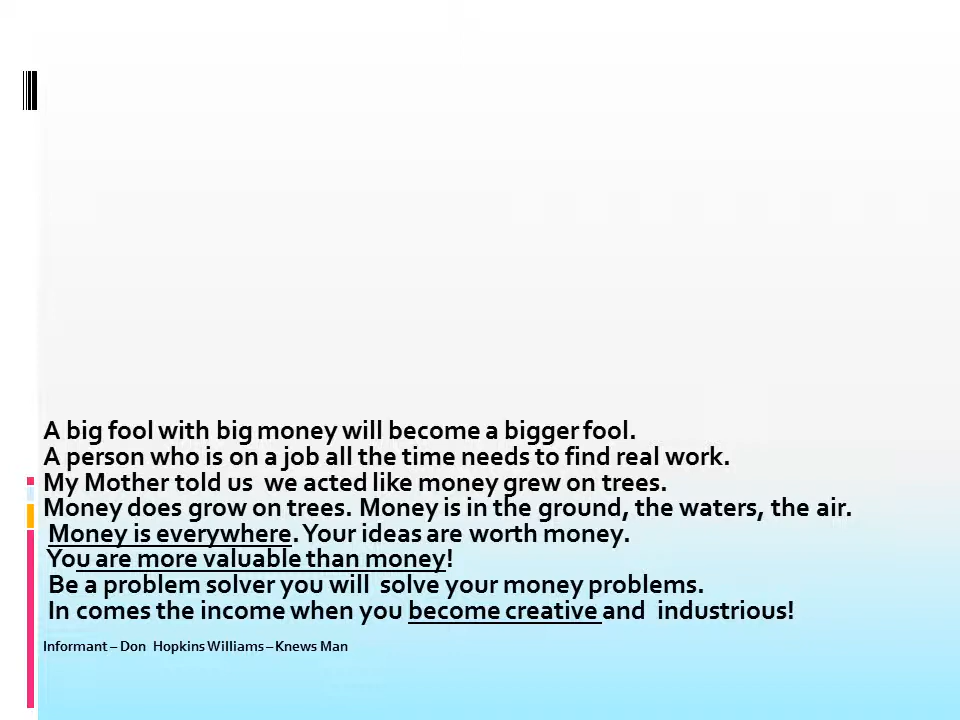 A big fool with big money will become a bigger fool.
A person who is on a job all the time needs to find real work.
My Mother told us  we acted like money grew on trees.
Money does grow on trees. Money is in the ground, the waters, the air.
Money is everywhere. Your ideas are worth money.
You are more valuable than money!
Be a problem solver you will  solve your money problems.
In comes the income when you become creative and  industrious!
Informant – Don  Hopkins Williams – Knews Man